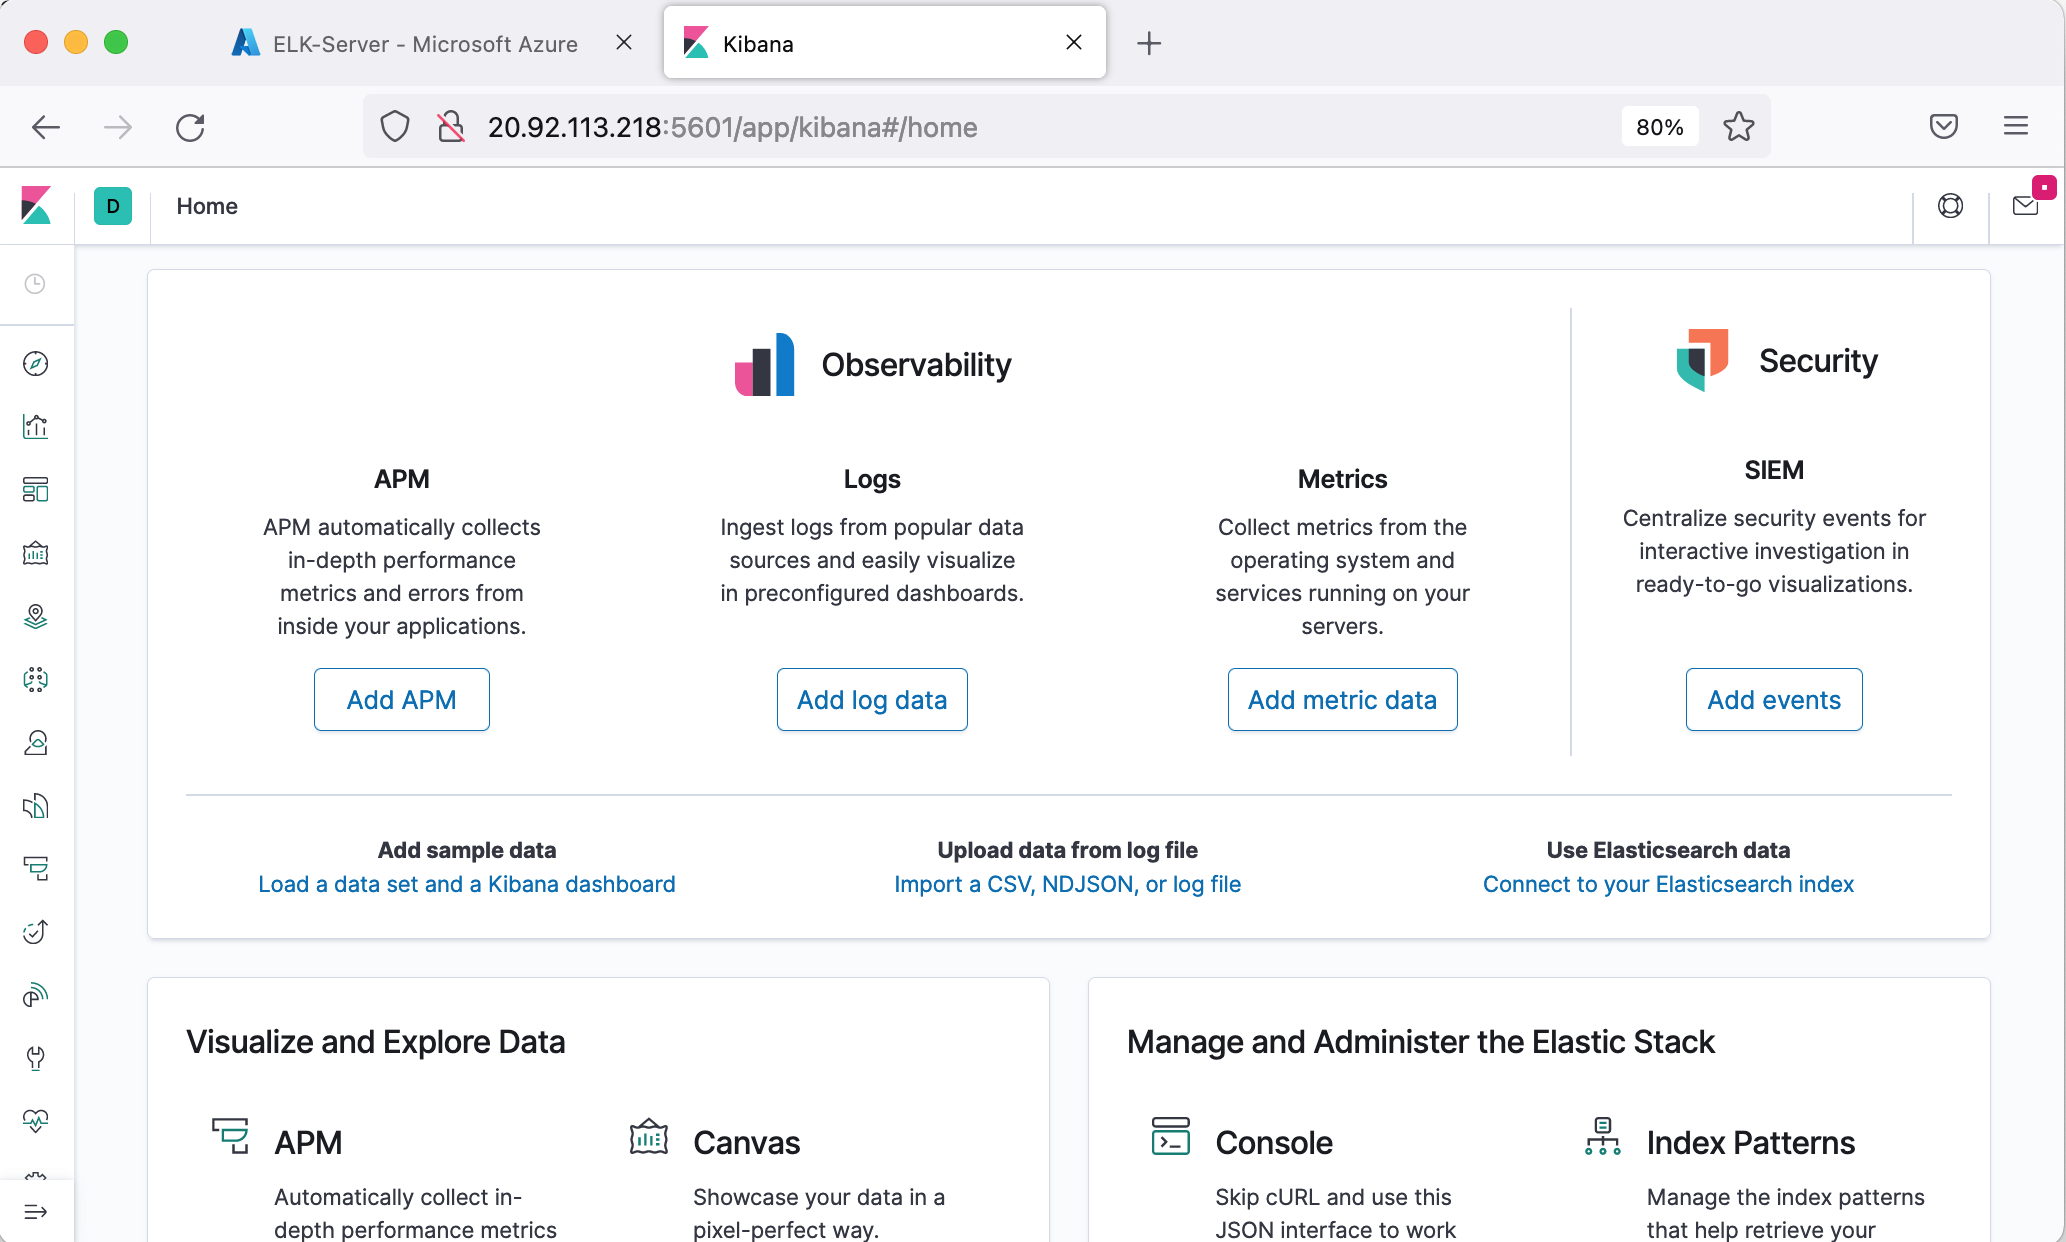 ELK-Server - Microsoft Azure
Kibana
20.92.113.218:5601/app/kibana#/home
80%
D
Home
Observability
Security
APM
APM automatically collects
in-depth performance
metrics and errors from
inside your applications.
Add APM
Logs
Ingest logs from popular data
sources and easily visualize
in preconfigured dashboards.
Add log data
Metrics
Collect metrics from the
operating system and
services running on your
servers.
Add metric data
SIEM
Centralize security events for
interactive investigation in
ready-to-go visualizations.
Add events
Add sample data
Load a data set and a Kibana dashboard
Upload data from log file
Import a CSV, NDJSON, or log file
Use Elasticsearch data
Connect to your Elasticsearch index
Visualize and Explore Data
APM
Automatically collect in-
depth performance metrics
Canvas
Showcase your data in a
pixel-perfect way.
Manage and Administer the Elastic Stack
Console
Skip cURL and use this
JSON interface to work
Index Patterns
Manage the index patterns
that help retrieve your